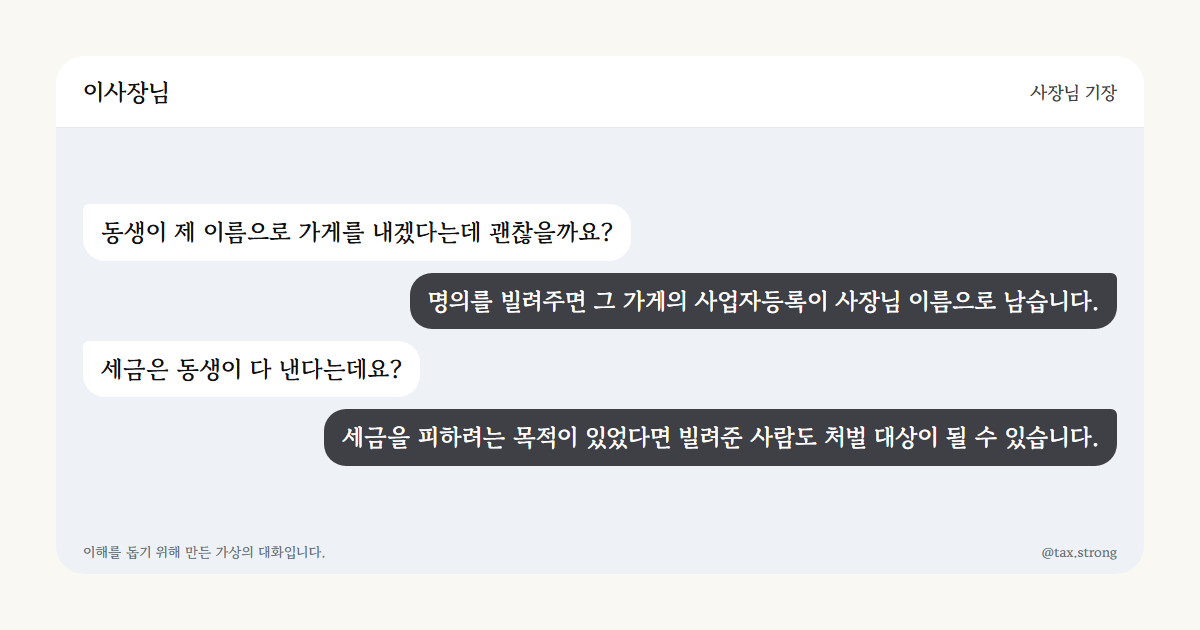 이사장님
사장님 기장
동생이 제 이름으로 가게를 내겠다는데 괜찮을까요?
명의를 빌려주면 그 가게의 사업자등록이 사장님 이름으로 남습니다.
세금은 동생이 다 낸다는데요?
세금을 피하려는 목적이 있었다면 빌려준 사람도 처벌 대상이 될 수 있습니다.
이해를 돕기 위해 만든 가상의 대화입니다.
@tax.strong